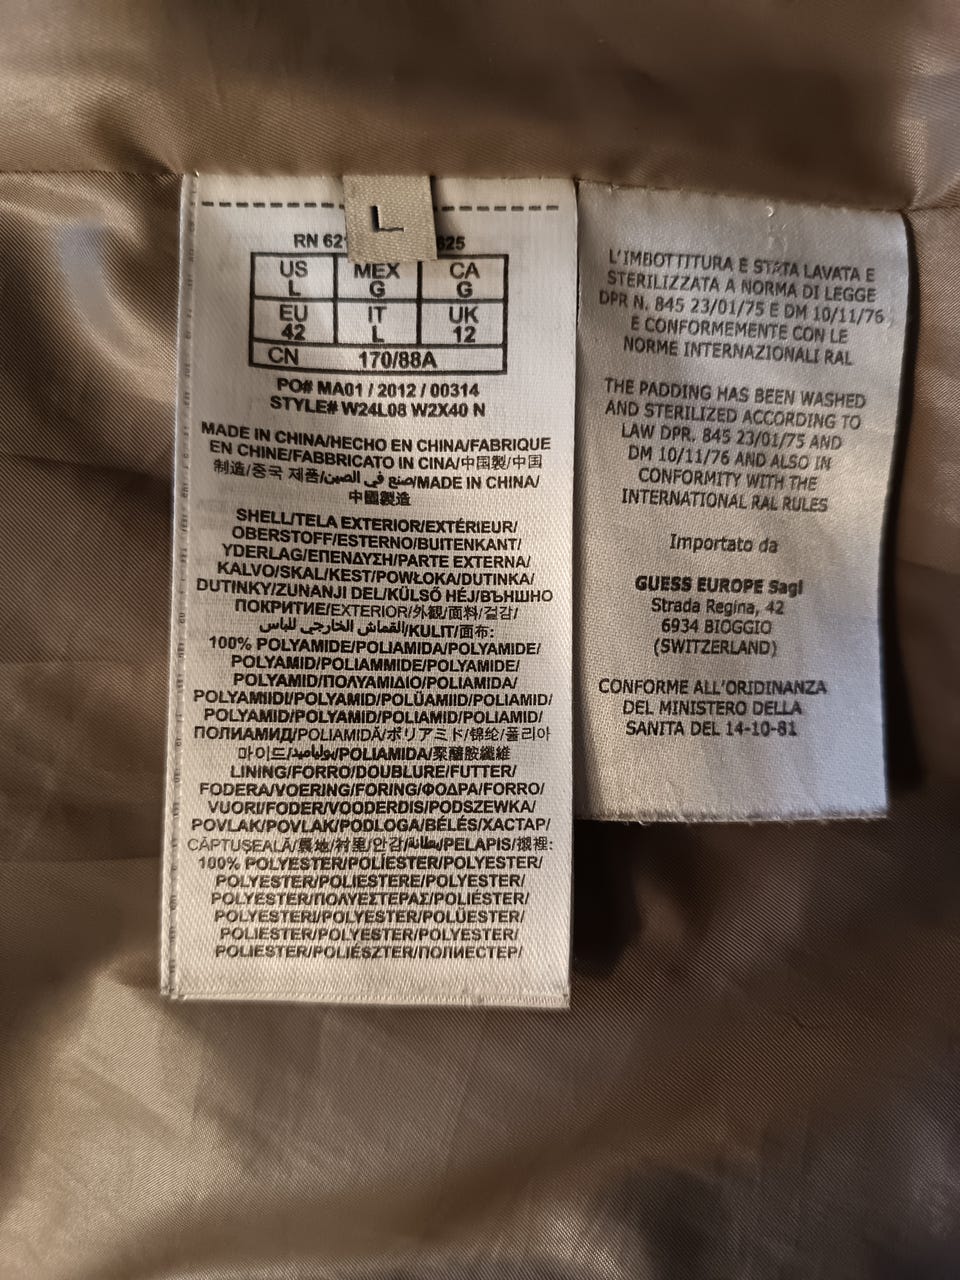 L
RN 62 625
US MEX CA
L G G
EU IT UK
42 L 12
CN 170/88A
PO# MA01 / 2012 / 00314
STYLE# W24L08 W2X40 N
MADE IN CHINA/HECHO EN CHINA/FABRIQUE
EN CHINE/FABBRICATO IN CINA/中国製/中国
制造/중국 제품/صنع في الصين/MADE IN CHINA/
中國製造
SHELL/TELA EXTERIOR/EXTÉRIEUR/
OBERSTOFF/ESTERNO/BUITENKANT/
YDERLAG/ΕΠΕΝΔΥΣΗ/PARTE EXTERNA/
KALVO/SKAL/KEST/POWŁOKA/DUTINKA/
DUTINKY/ZUNANJI DEL/KÜLSŐ HÉJ/ВЪНШНО
ПОКРИТИЕ/EXTERIOR/外観/面料/겉감/
القماش الخارجي للباس/KULIT/面布:
100% POLYAMIDE/POLIAMIDA/POLYAMIDE/
POLYAMID/POLIAMMIDE/POLYAMIDE/
POLYAMID/ΠΟΛΥΑΜΙΔΙΟ/POLIAMIDA/
POLYAMIIDI/POLYAMID/POLÜAMIID/POLIAMID/
POLYAMID/POLYAMID/POLIAMID/POLIAMID/
ПОЛИАМИД/POLIAMIDĂ/ポリアミド/锦纶/폴리아
마이드/بولياميد/POLIAMIDA/聚醯胺纖維
LINING/FORRO/DOUBLURE/FUTTER/
FODERA/VOERING/FORING/ΦΟΔΡΑ/FORRO/
VUORI/FODER/VOODERDIS/PODSZEWKA/
POVLAK/POVLAK/PODLOGA/BÉLÉS/ХАСТАР/
CĂPTUŞEALĂ/裏地/衬里/안감/بطانة/PELAPIS/襯裡:
100% POLYESTER/POLÍESTER/POLYESTER/
POLYESTER/POLIESTERE/POLYESTER/
POLYESTER/ΠΟΛΥΕΣΤΕΡΑΣ/POLIÉSTER/
POLYESTERI/POLYESTER/POLÜESTER/
POLIESTER/POLYESTER/POLYESTER/
POLIESTER/POLIÉSZTER/ПОЛИЕСТЕР/
L'IMBOTTITURA E STATA LAVATA E
STERILIZZATA A NORMA DI LEGGE
DPR N. 845 23/01/75 E DM 10/11/76
E CONFORMEMENTE CON LE
NORME INTERNAZIONALI RAL
THE PADDING HAS BEEN WASHED
AND STERILIZED ACCORDING TO
LAW DPR. 845 23/01/75 AND
DM 10/11/76 AND ALSO IN
CONFORMITY WITH THE
INTERNATIONAL RAL RULES
Importato da
GUESS EUROPE Sagl
Strada Regina, 42
6934 BIOGGIO
(SWITZERLAND)
CONFORME ALL'ORIDINANZA
DEL MINISTERO DELLA
SANITA DEL 14-10-81